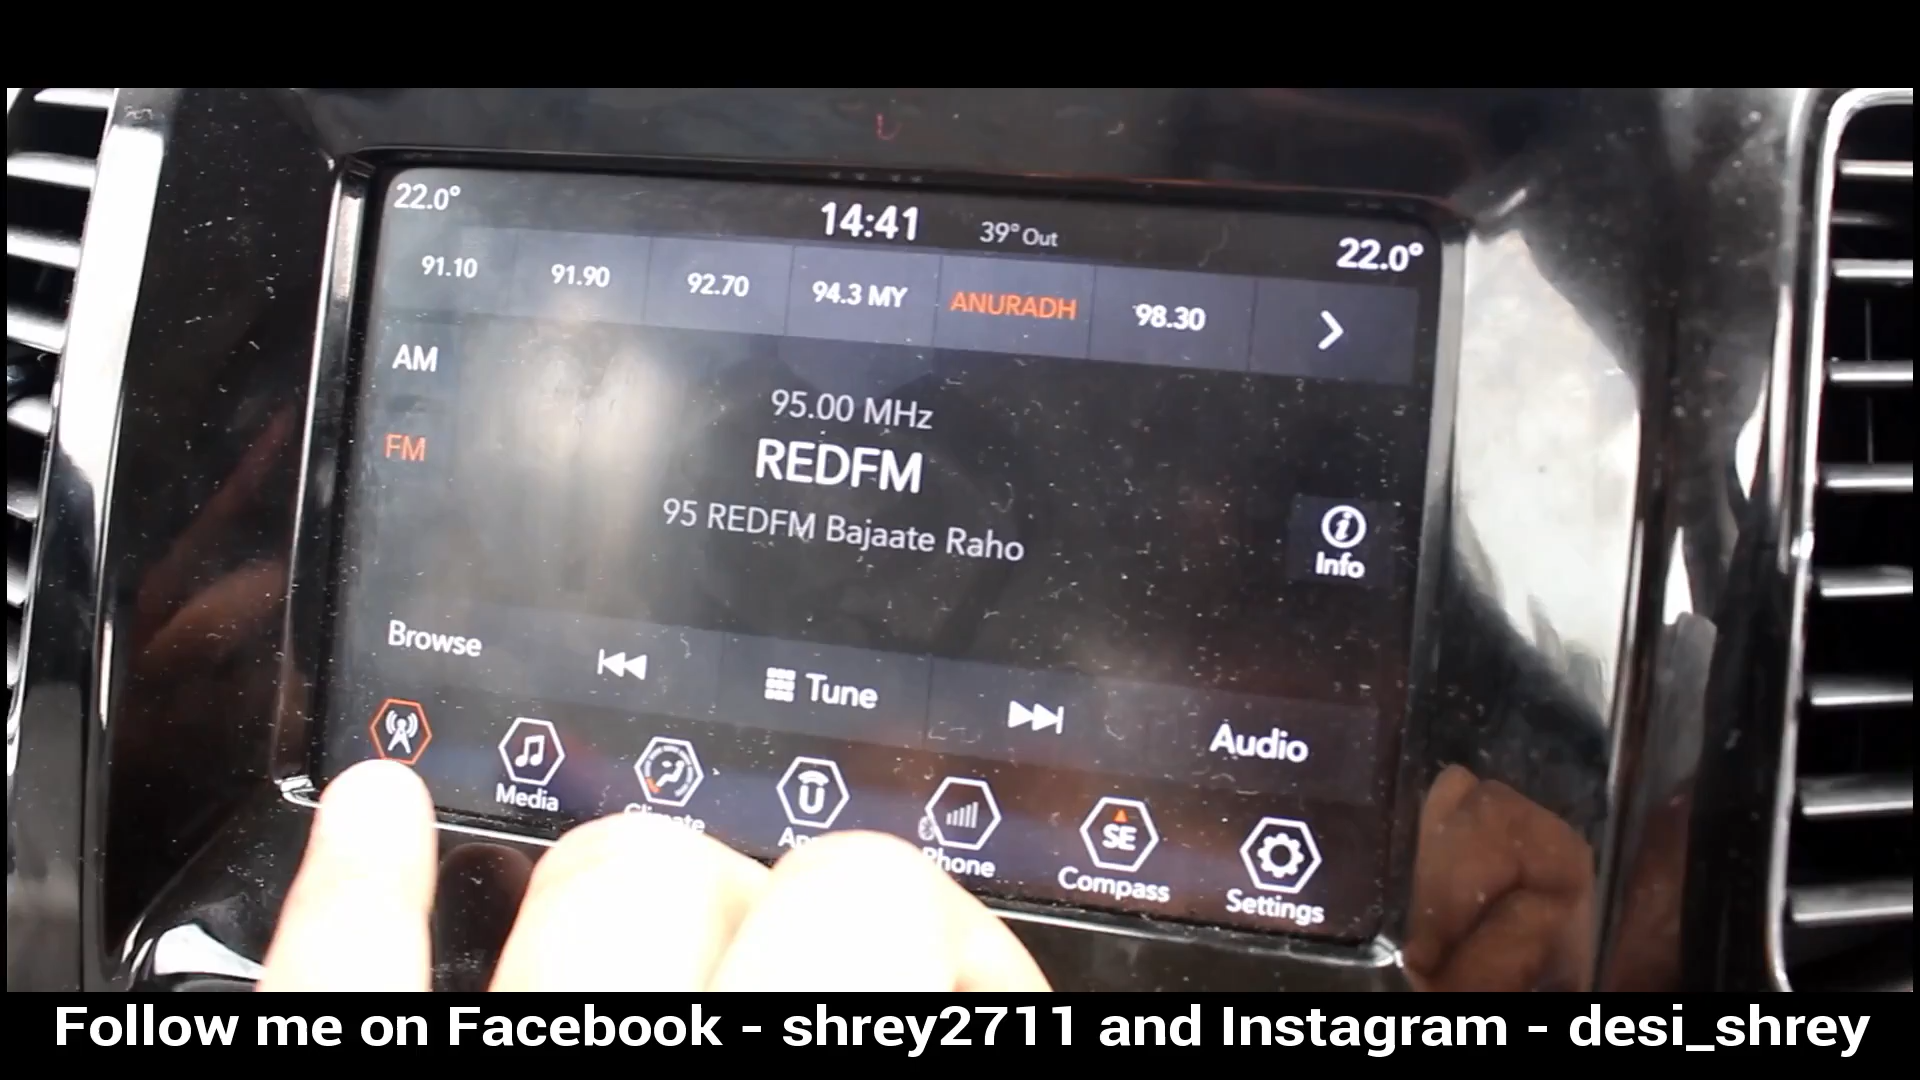 22.0°
14:41
39° Out
22.0°
91.10
91.90
92.70
94.3 MY
ANURADH
98.30
AM
FM
95.00 MHz
REDFM
95 REDFM Bajaate Raho
Info
Browse
Tune
Audio
Media
Climate
Phone
SE
Compass
Settings
Follow me on Facebook - shrey2711 and Instagram - desi_shrey